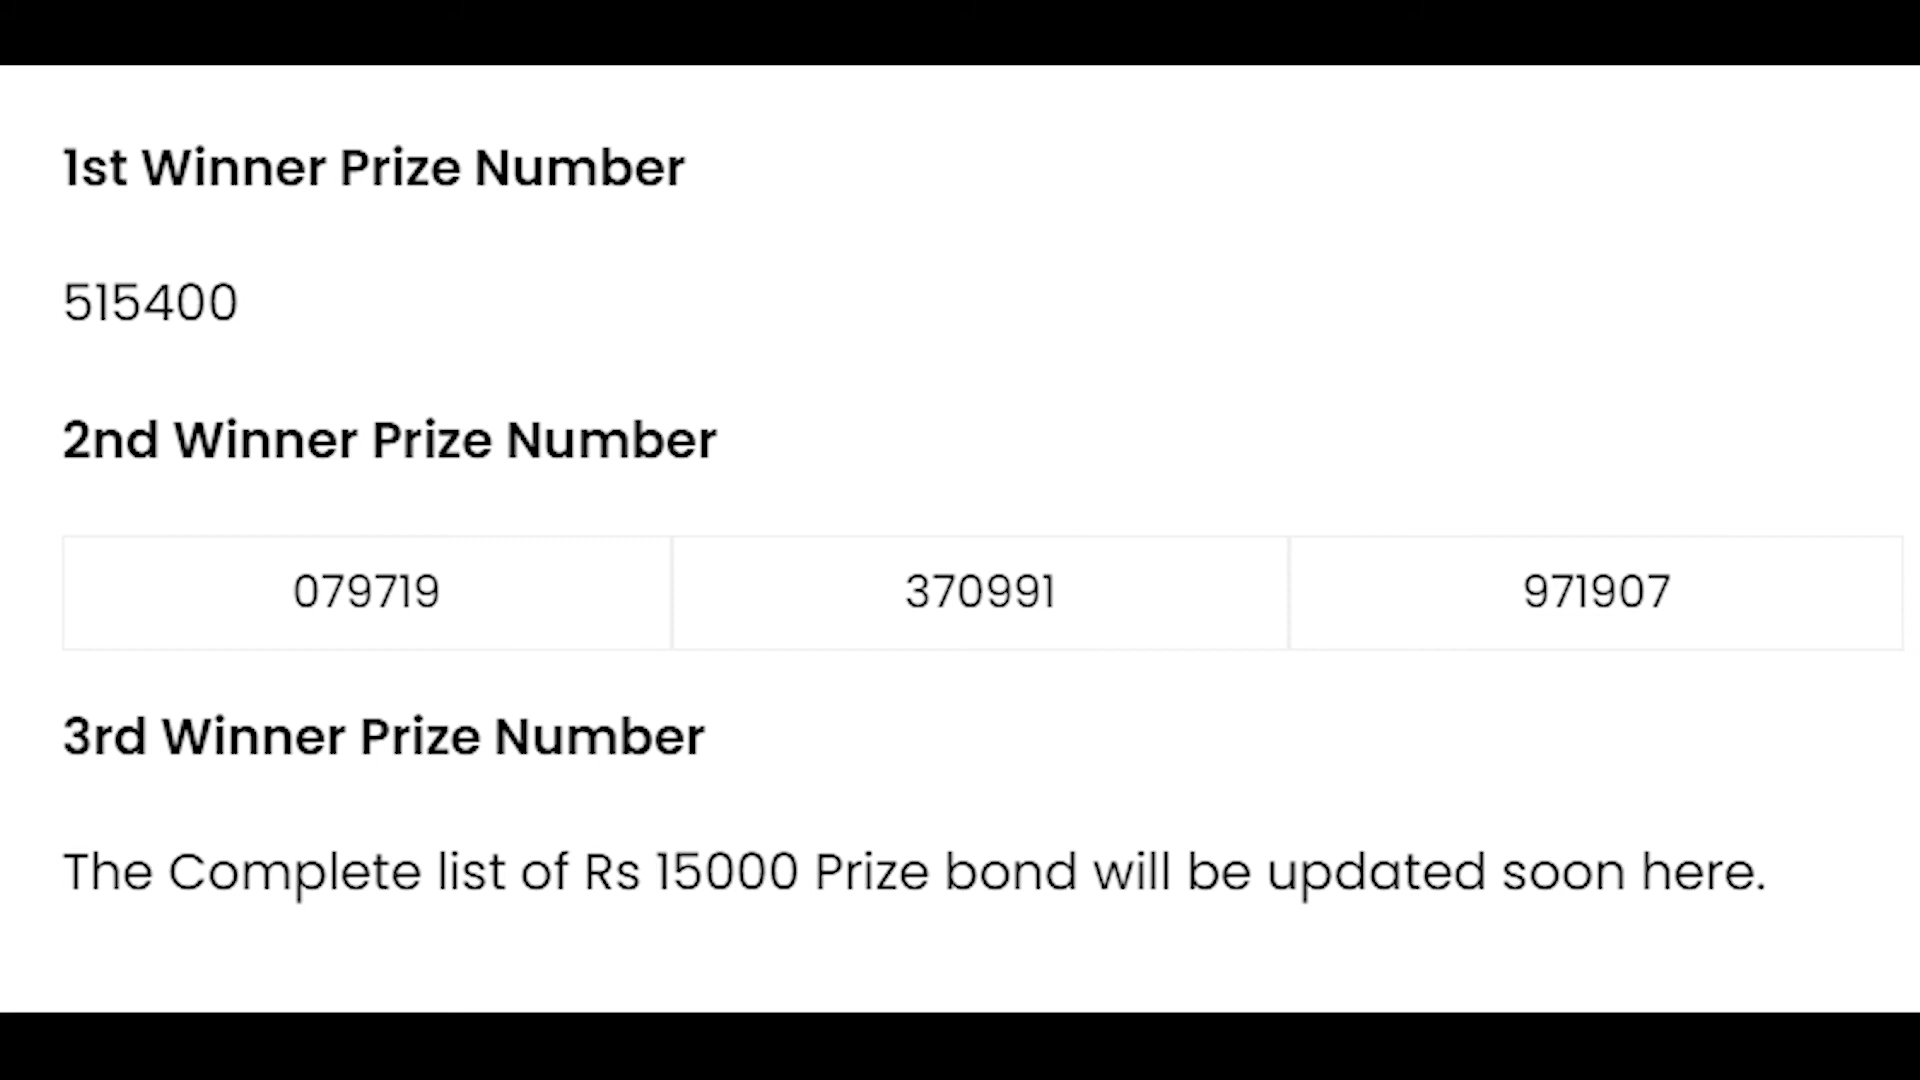 1st Winner Prize Number
515400
2nd Winner Prize Number
079719 370991 971907
3rd Winner Prize Number
The Complete list of Rs 15000 Prize bond will be updated soon here.